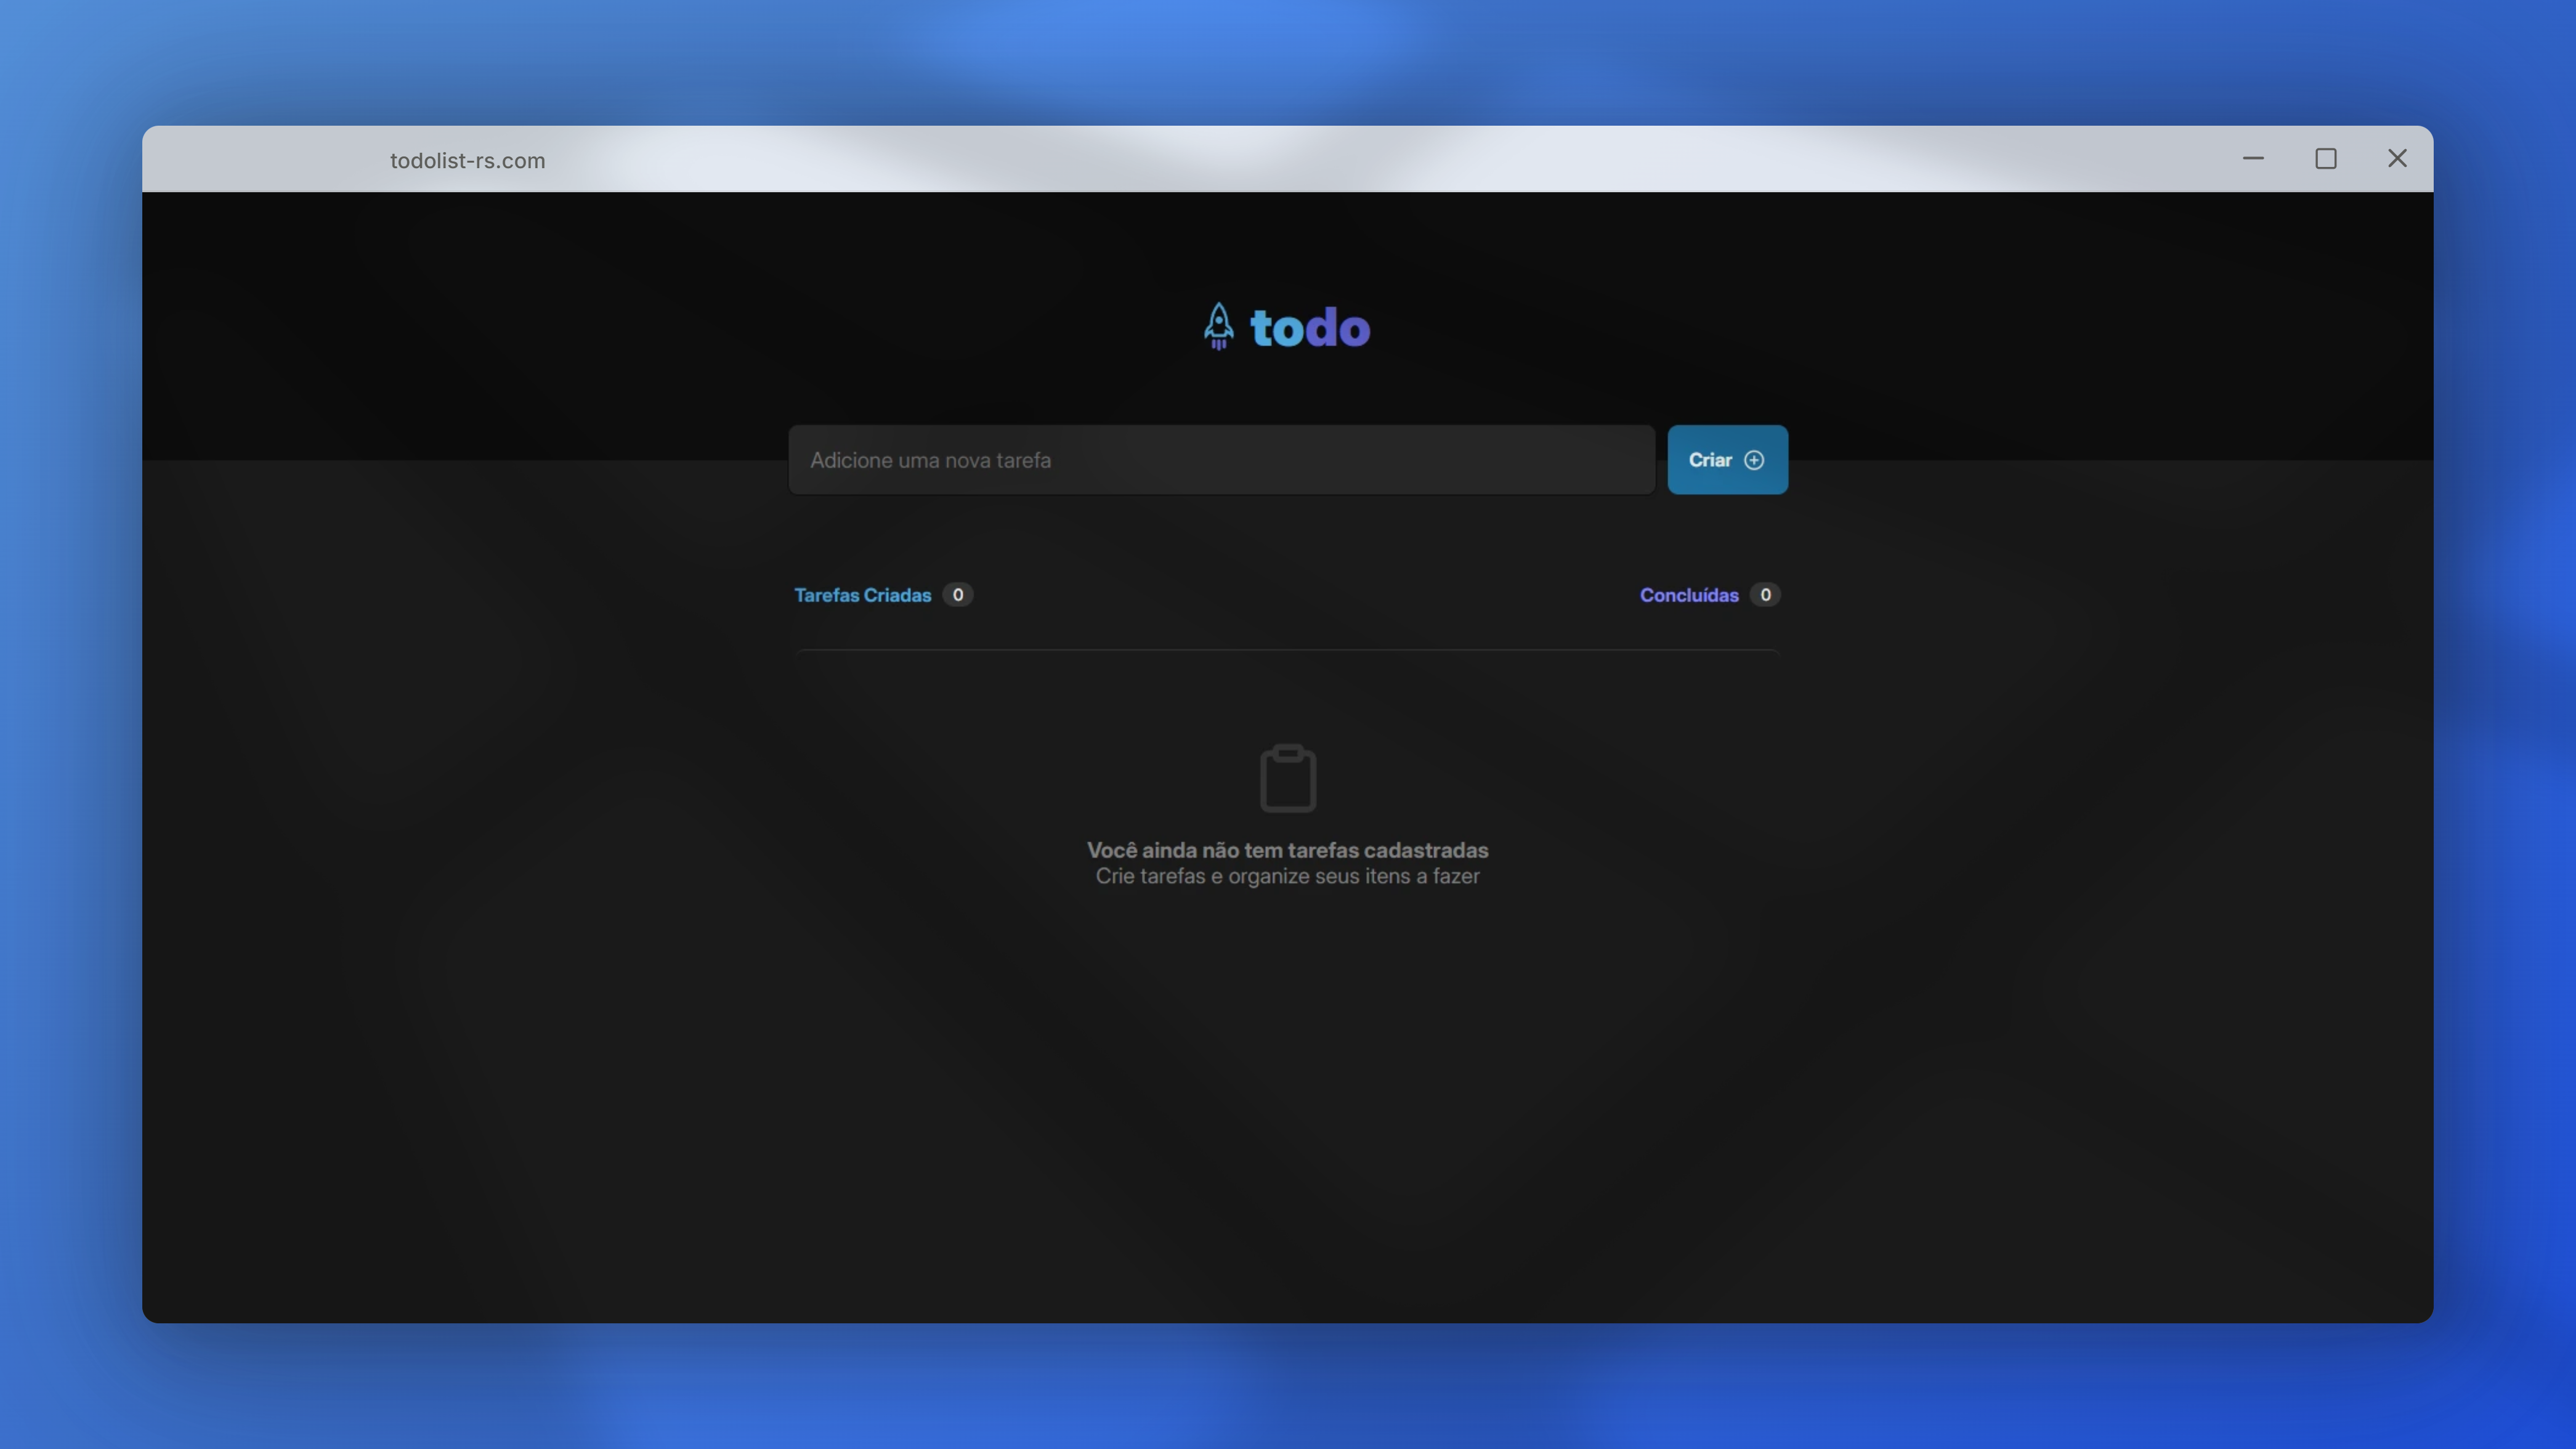 todolist-rs.com
todo
Adicione uma nova tarefa
Criar
Tarefas Criadas 0
Concluídas 0
Você ainda não tem tarefas cadastradas
Crie tarefas e organize seus itens a fazer